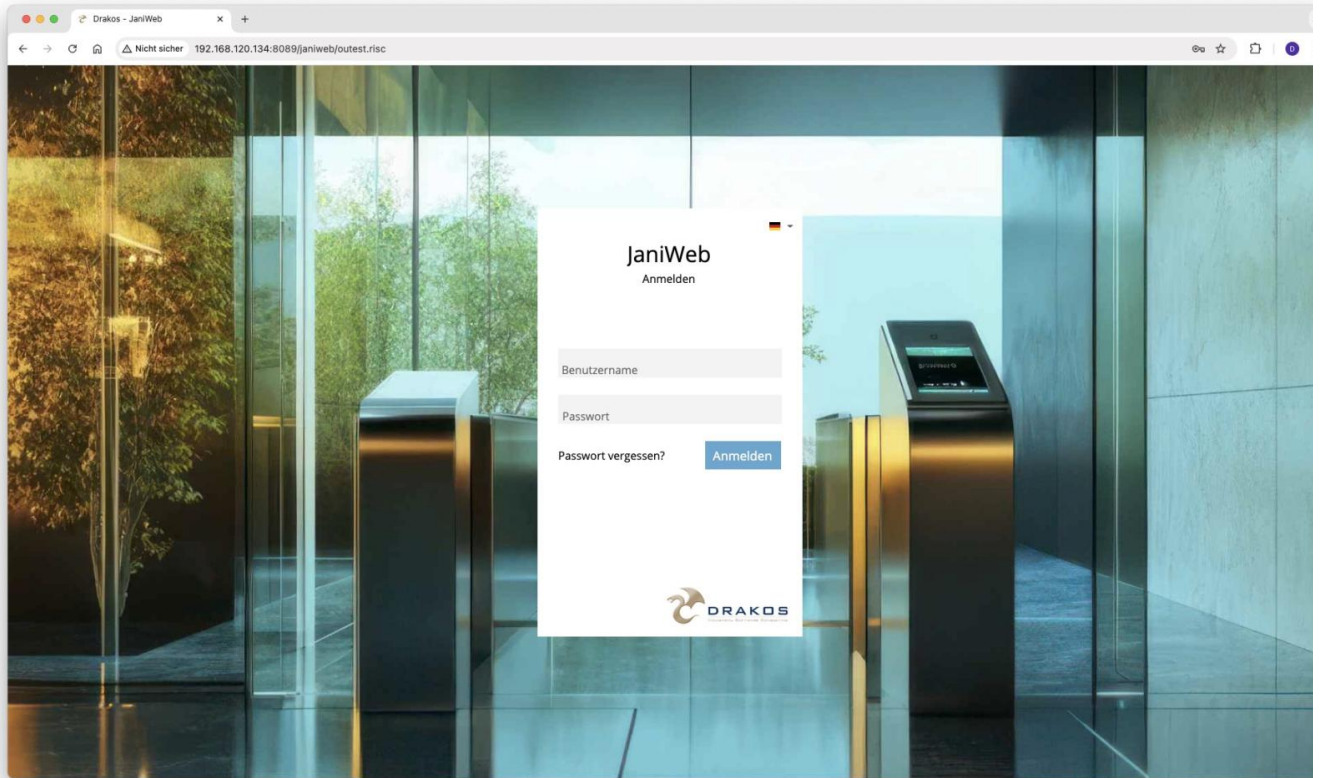 Drakos - JaniWeb
Nicht sicher 192.168.120.134:8089/janiweb/outest.risc
D
JaniWeb
Anmelden
Benutzername
Passwort
Passwort vergessen? Anmelden
DRAKOS